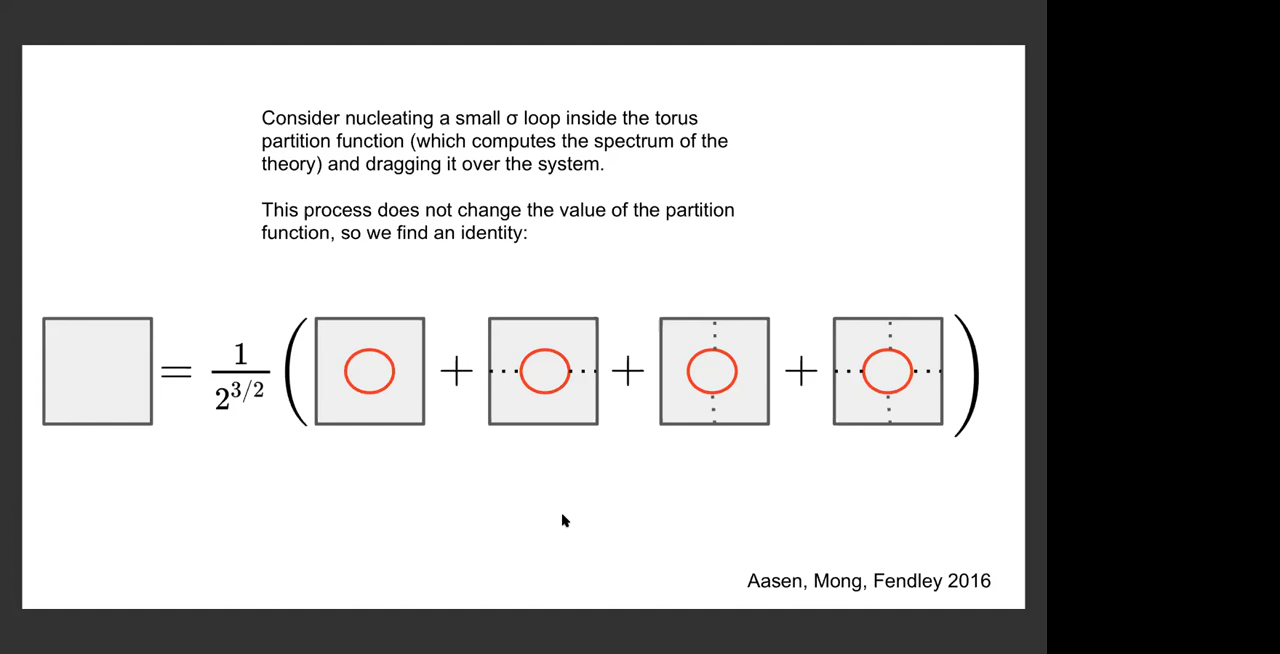 Consider nucleating a small σ loop inside the torus
partition function (which computes the spectrum of the
theory) and dragging it over the system.
This process does not change the value of the partition
function, so we find an identity:
= 1/2^{3/2} ( + + + )
Aasen, Mong, Fendley 2016